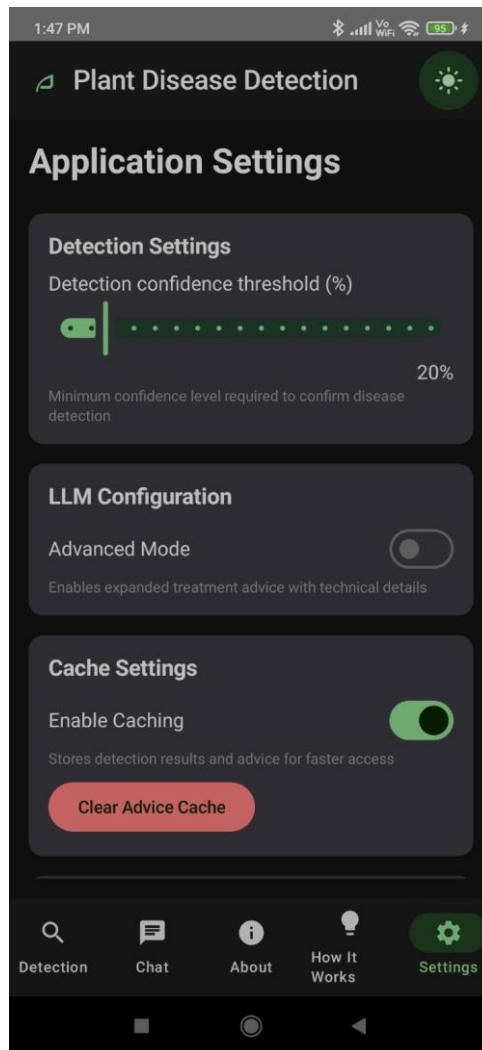 1:47 PM
Vo WiFi 95
Plant Disease Detection
Application Settings
Detection Settings
Detection confidence threshold (%)
20%
Minimum confidence level required to confirm disease
detection
LLM Configuration
Advanced Mode
Enables expanded treatment advice with technical details
Cache Settings
Enable Caching
Stores detection results and advice for faster access
Clear Advice Cache
Detection
Chat
About
How It
Works
Settings